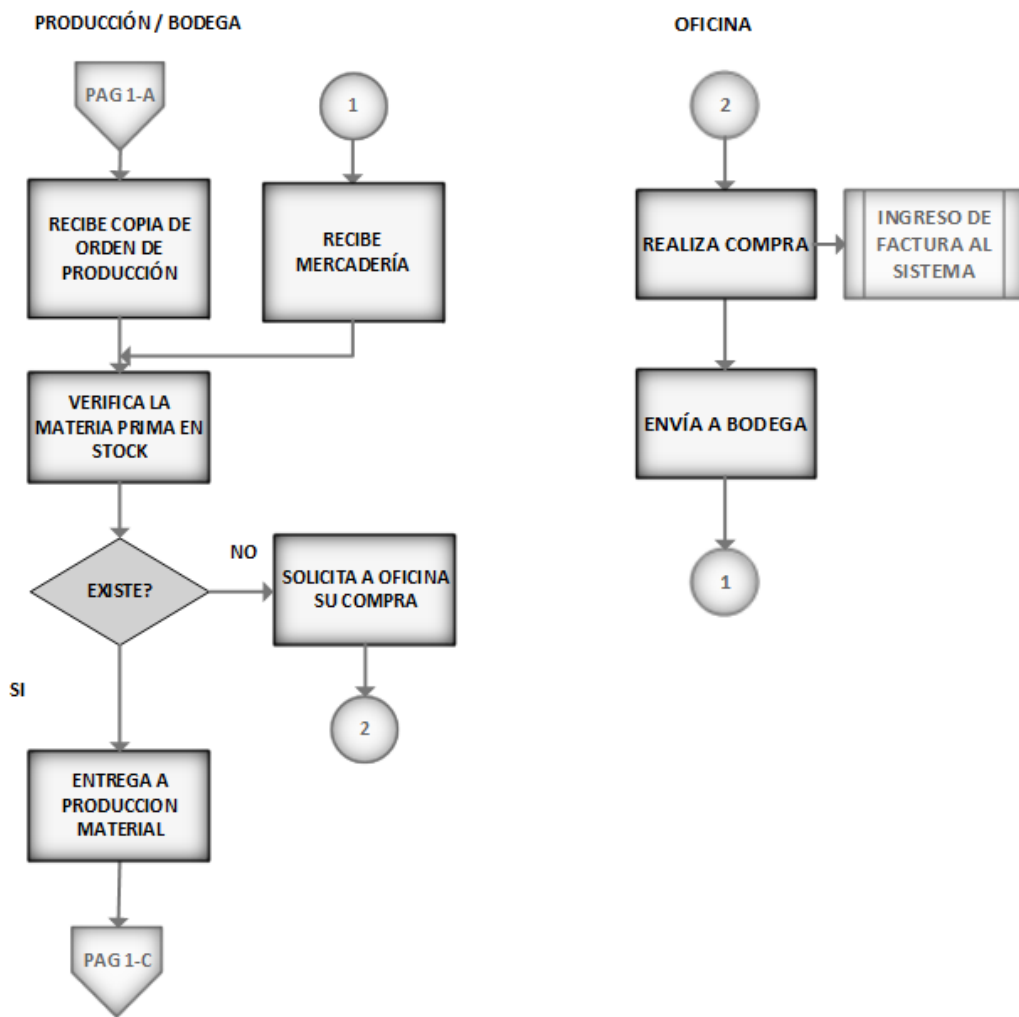 PRODUCCIÓN / BODEGA
OFICINA
PAG 1-A
1
2
RECIBE COPIA DE
ORDEN DE
PRODUCCIÓN
RECIBE
MERCADERÍA
REALIZA COMPRA
INGRESO DE
FACTURA AL
SISTEMA
VERIFICA LA
MATERIA PRIMA EN
STOCK
ENVÍA A BODEGA
EXISTE?
NO
SOLICITA A OFICINA
SU COMPRA
1
SI
2
ENTREGA A
PRODUCCION
MATERIAL
PAG 1-C